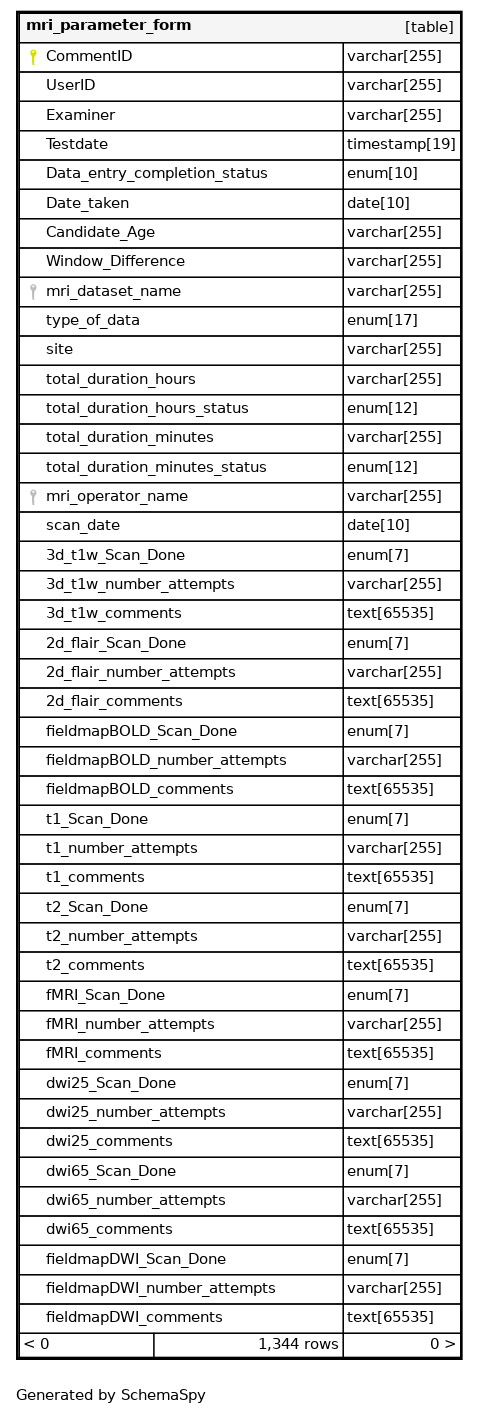 mri_parameter_form [table]
CommentID varchar[255]
UserID varchar[255]
Examiner varchar[255]
Testdate timestamp[19]
Data_entry_completion_status enum[10]
Date_taken date[10]
Candidate_Age varchar[255]
Window_Difference varchar[255]
mri_dataset_name varchar[255]
type_of_data enum[17]
site varchar[255]
total_duration_hours varchar[255]
total_duration_hours_status enum[12]
total_duration_minutes varchar[255]
total_duration_minutes_status enum[12]
mri_operator_name varchar[255]
scan_date date[10]
3d_t1w_Scan_Done enum[7]
3d_t1w_number_attempts varchar[255]
3d_t1w_comments text[65535]
2d_flair_Scan_Done enum[7]
2d_flair_number_attempts varchar[255]
2d_flair_comments text[65535]
fieldmapBOLD_Scan_Done enum[7]
fieldmapBOLD_number_attempts varchar[255]
fieldmapBOLD_comments text[65535]
t1_Scan_Done enum[7]
t1_number_attempts varchar[255]
t1_comments text[65535]
t2_Scan_Done enum[7]
t2_number_attempts varchar[255]
t2_comments text[65535]
fMRI_Scan_Done enum[7]
fMRI_number_attempts varchar[255]
fMRI_comments text[65535]
dwi25_Scan_Done enum[7]
dwi25_number_attempts varchar[255]
dwi25_comments text[65535]
dwi65_Scan_Done enum[7]
dwi65_number_attempts varchar[255]
dwi65_comments text[65535]
fieldmapDWI_Scan_Done enum[7]
fieldmapDWI_number_attempts varchar[255]
fieldmapDWI_comments text[65535]
< 0 1,344 rows 0 >
Generated by SchemaSpy